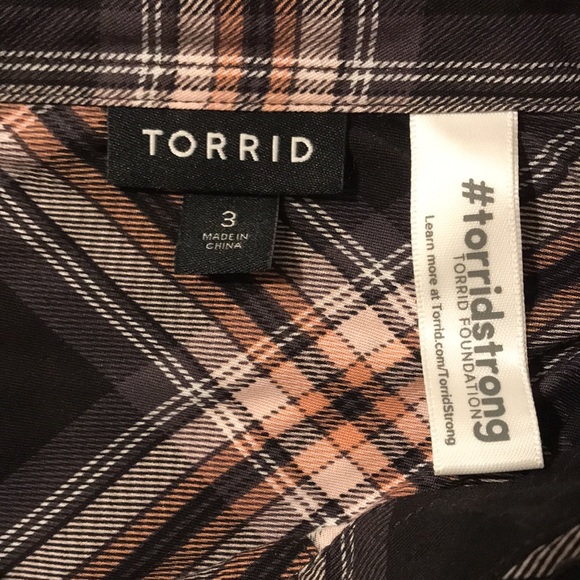 TORRID
3
MADE IN
CHINA
#torridstrong
TORRID FOUNDATION
Learn more at Torrid.com/TorridStrong